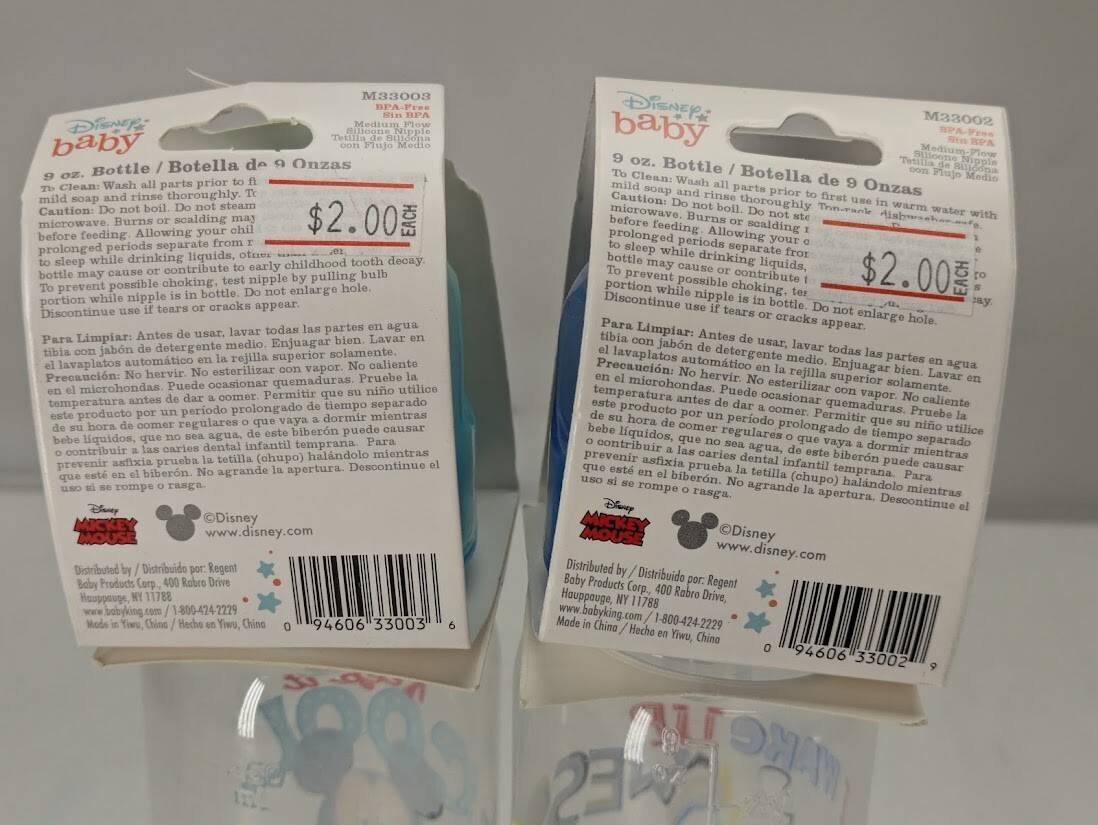 Disney
baby
M33003
BPA-Free
Sin BPA
Medium Flow
Silicone Nipple
Tetilla de Silicona
con Flujo Medio
9 oz. Bottle / Botella de 9 Onzas
To Clean: Wash all parts prior to fi
mild soap and rinse thoroughly. To
Caution: Do not boil. Do not steam
microwave. Burns or scalding may
before feeding. Allowing your chil
prolonged periods separate from r
to sleep while drinking liquids, other
bottle may cause or contribute to early childhood tooth decay.
To prevent possible choking, test nipple by pulling bulb
portion while nipple is in bottle. Do not enlarge hole.
Discontinue use if tears or cracks appear.
$2.00 EACH
Para Limpiar: Antes de usar, lavar todas las partes en agua
tibia con jabón de detergente medio. Enjuagar bien. Lavar en
el lavaplatos automático en la rejilla superior solamente.
Precaución: No hervir. No esterilizar con vapor. No caliente
en el microhondas. Puede ocasionar quemaduras. Pruebe la
temperatura antes de dar a comer. Permitir que su niño utilice
este producto por un período prolongado de tiempo separado
de su hora de comer regulares o que vaya a dormir mientras
bebe líquidos, que no sea agua, de este biberón puede causar
o contribuir a las caries dental infantil temprana. Para
prevenir asfixia prueba la tetilla (chupo) halándolo mientras
que esté en el biberón. No agrande la apertura. Descontinue el
uso si se rompe o rasga.
Disney
MICKEY
MOUSE
©Disney
www.disney.com
Distributed by / Distribuido por: Regent
Baby Products Corp., 400 Rabro Drive
Hauppauge, NY 11788
www.babyking.com / 1-800-424-2229
Made in Yiwu, China / Hecho en Yiwu, China
0 94606 33003 6
COOL
Disney
baby
M33002
BPA-Free
Sin BPA
Medium-Flow
Silicone Nipple
Tetilla de Silicona
con Flujo Medio
9 oz. Bottle / Botella de 9 Onzas
To Clean: Wash all parts prior to first use in warm water with
mild soap and rinse thoroughly Top-rack dishwasher safe.
Caution: Do not boil. Do not ste
microwave. Burns or scalding
before feeding. Allowing your c
prolonged periods separate from
to sleep while drinking liquids,
bottle may cause or contribute t
To prevent possible choking, tes
portion while nipple is in bottle. Do not enlarge hole.
Discontinue use if tears or cracks appear.
$2.00 EACH
Para Limpiar: Antes de usar, lavar todas las partes en agua
tibia con jabón de detergente medio. Enjuagar bien. Lavar en
el lavaplatos automático en la rejilla superior solamente.
Precaución: No hervir. No esterilizar con vapor. No caliente
en el microhondas. Puede ocasionar quemaduras. Pruebe la
temperatura antes de dar a comer. Permitir que su niño utilice
este producto por un período prolongado de tiempo separado
de su hora de comer regulares o que vaya a dormir mientras
bebe líquidos, que no sea agua, de este biberón puede causar
o contribuir a las caries dental infantil temprana. Para
prevenir asfixia prueba la tetilla (chupo) halándolo mientras
que esté en el biberón. No agrande la apertura. Descontinue el
uso si se rompe o rasga.
Disney
MICKEY
MOUSE
©Disney
www.disney.com
Distributed by / Distribuido por: Regent
Baby Products Corp., 400 Rabro Drive,
Hauppauge, NY 11788
www.babyking.com / 1-800-424-2229
Made in China / Hecho en Yiwu, China
0 94606 33002 9
WAKE UP